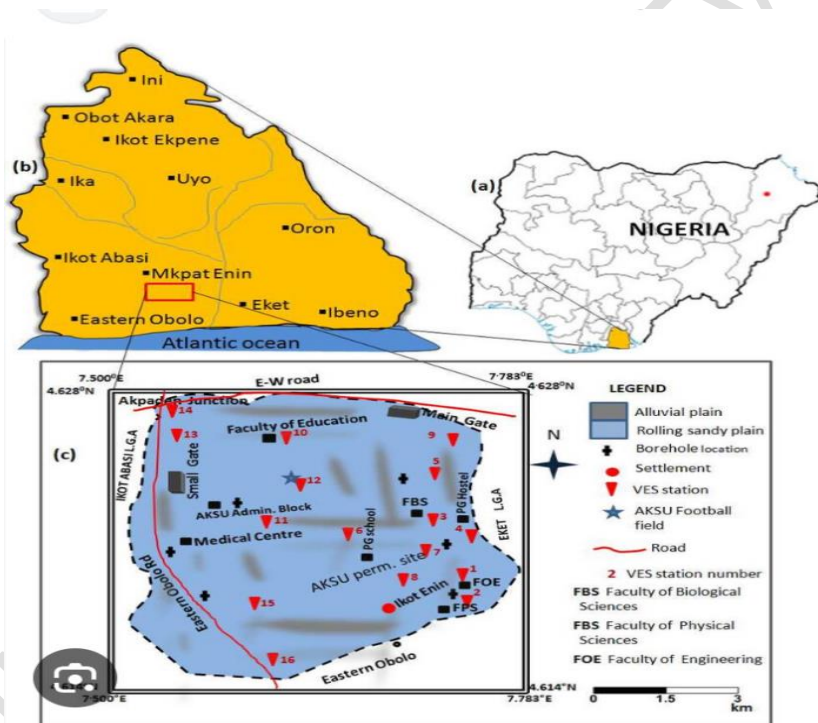 Ini
Obot Akara
Ikot Ekpene
(b)
Ika
Uyo
(a)
NIGERIA
Oron
Ikot Abasi
Mkpat Enin
Eket
Ibeno
Eastern Obolo
Atlantic ocean
7.500°E
7·783°E
4.628°N
E-W road
4·628°N
Akpaden Junction
14
Main Gate
(c)
Faculty of Education
13
10
9
IKOT ABASI L.G.A
Small Gate
12
5
AKSU Admin. Block
FBS
PG Hostel
EKET L.G.A
11
3
4
Medical Centre
6
PG school
7
AKSU perm. site
8
1
FOE
Eastern Obolo Rd
15
Ikot Enin
2
FPS
16
Eastern Obolo
4.614°N
7.500°E
7.783°E
4.614°N
N
LEGEND
Alluvial plain
Rolling sandy plain
Borehole location
Settlement
VES station
AKSU Football
field
Road
2 VES station number
FBS Faculty of Biological
Sciences
FBS Faculty of Physical
Sciences
FOE Faculty of Engineering
0 1.5 3
km